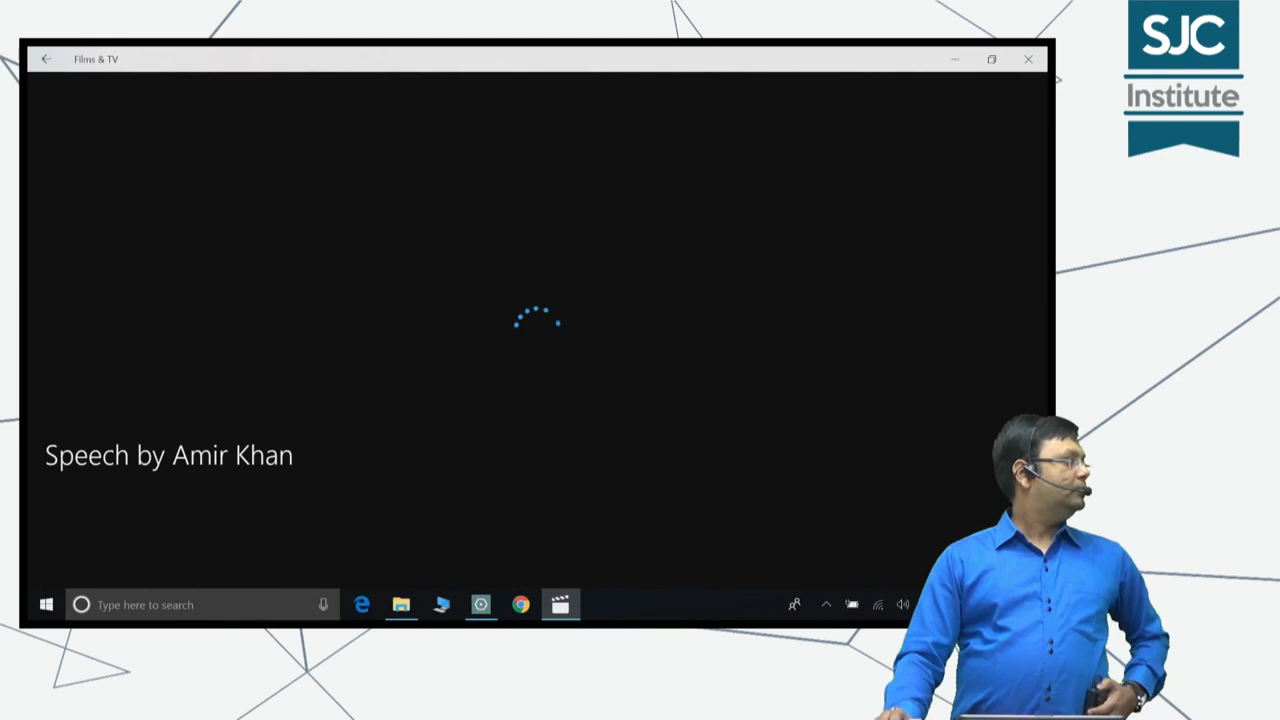 SJC
Institute
Films & TV
Speech by Amir Khan
Type here to search